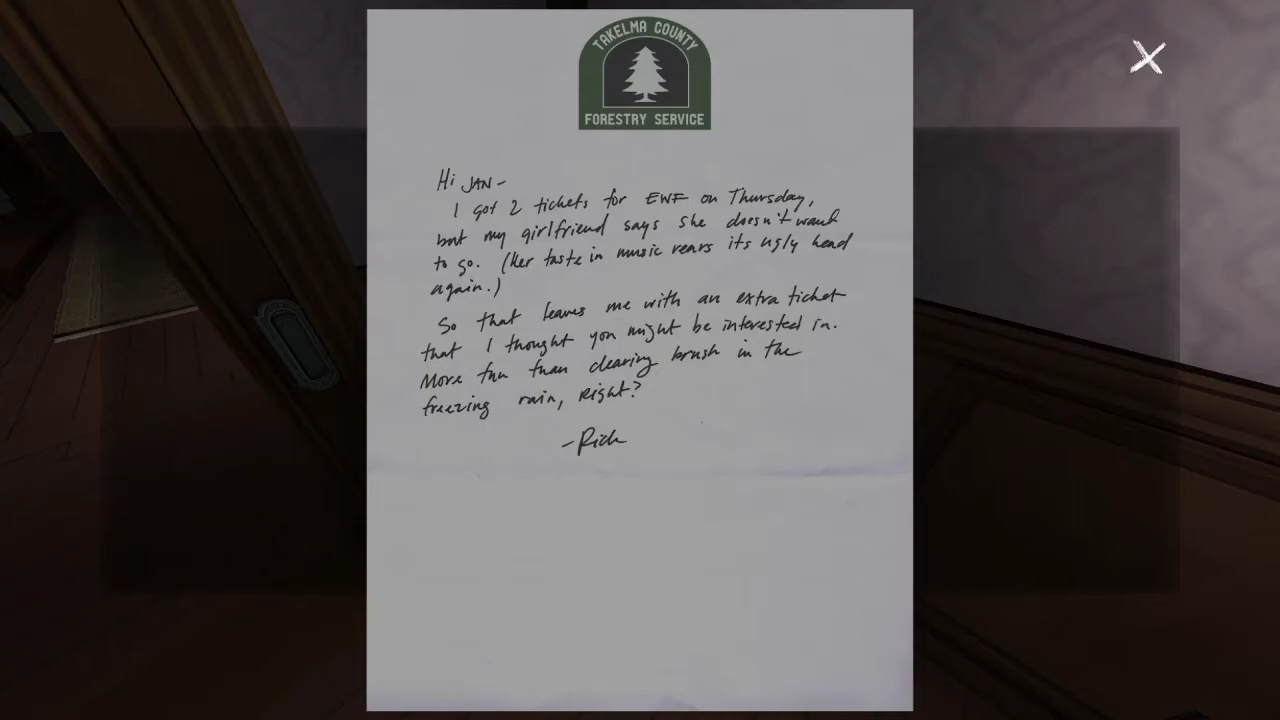 TAKELMA COUNTY
FORESTRY SERVICE
Hi JAN-
I got 2 tickets for EWF on Thursday,
but my girlfriend says she doesn't want
to go. (Her taste in music rears its ugly head
again.)
So that leaves me with an extra ticket
that I thought you might be interested in.
More fun than clearing brush in the
freezing rain, Right?
-Rich